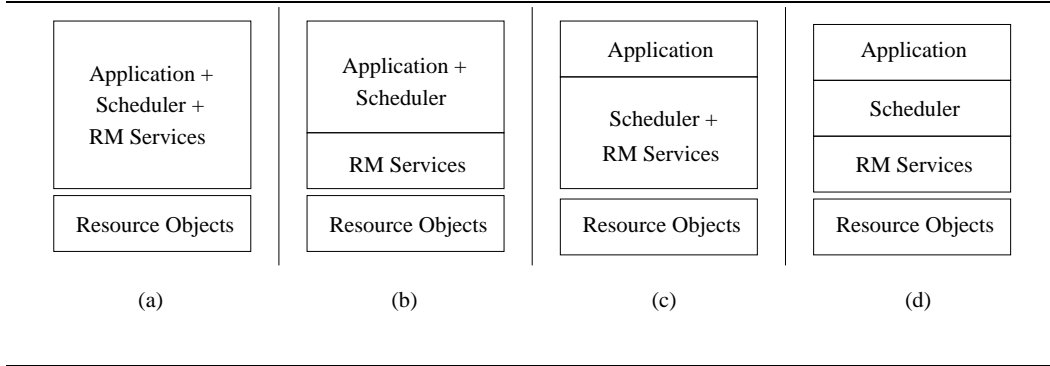 Application +
Scheduler +
RM Services
Resource Objects
(a)
Application +
Scheduler
RM Services
Resource Objects
(b)
Application
Scheduler +
RM Services
Resource Objects
(c)
Application
Scheduler
RM Services
Resource Objects
(d)